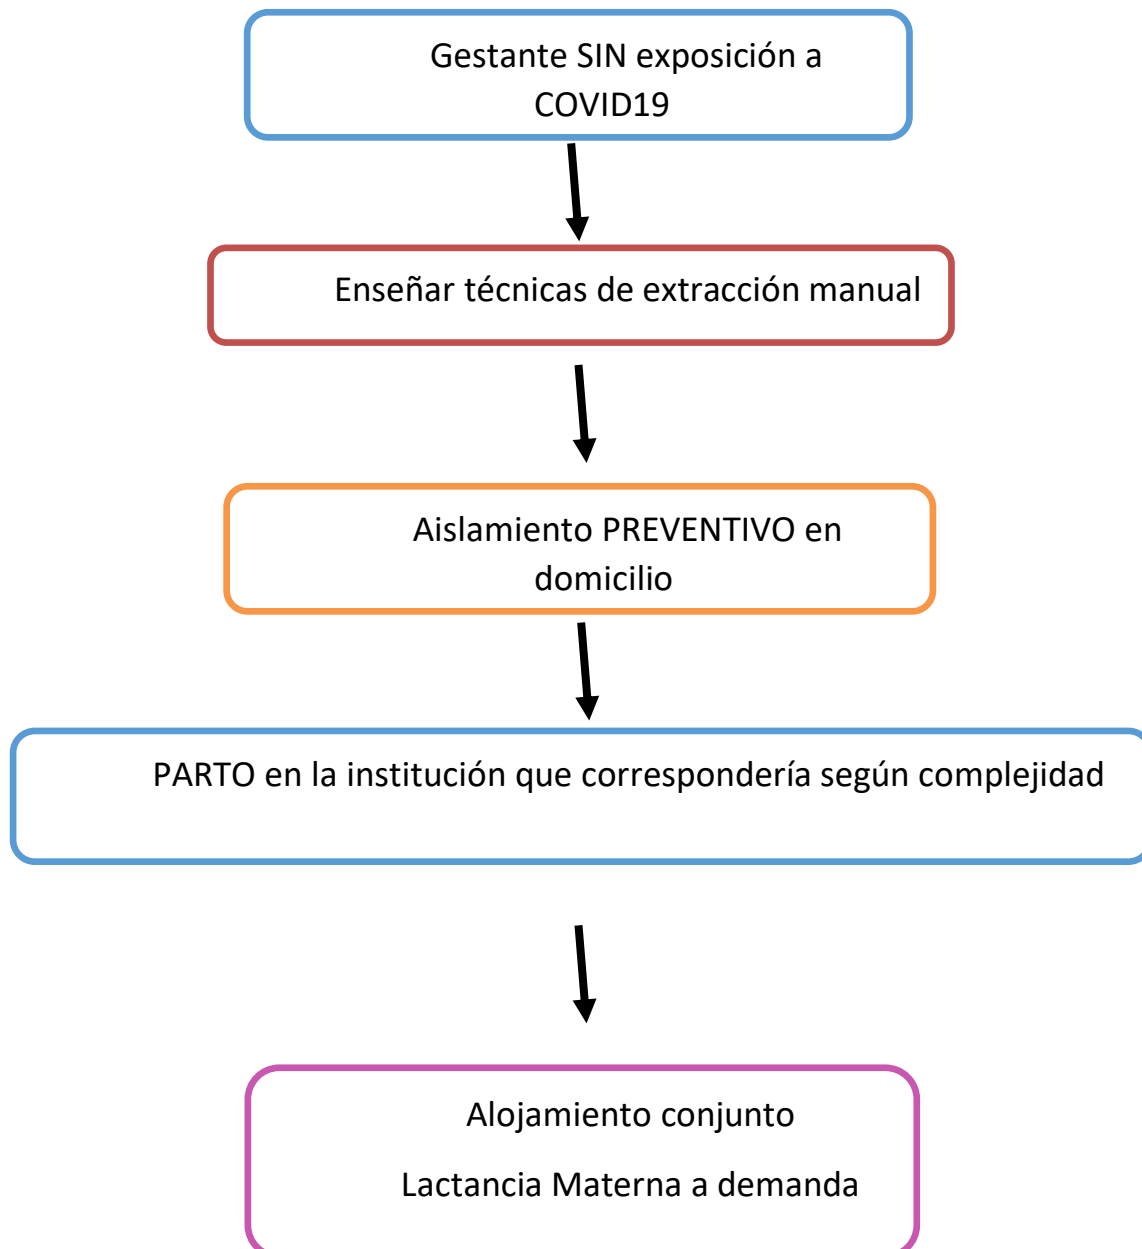 Gestante SIN exposición a
COVID19
Enseñar técnicas de extracción manual
Aislamiento PREVENTIVO en
domicilio
PARTO en la institución que correspondería según complejidad
Alojamiento conjunto
Lactancia Materna a demanda